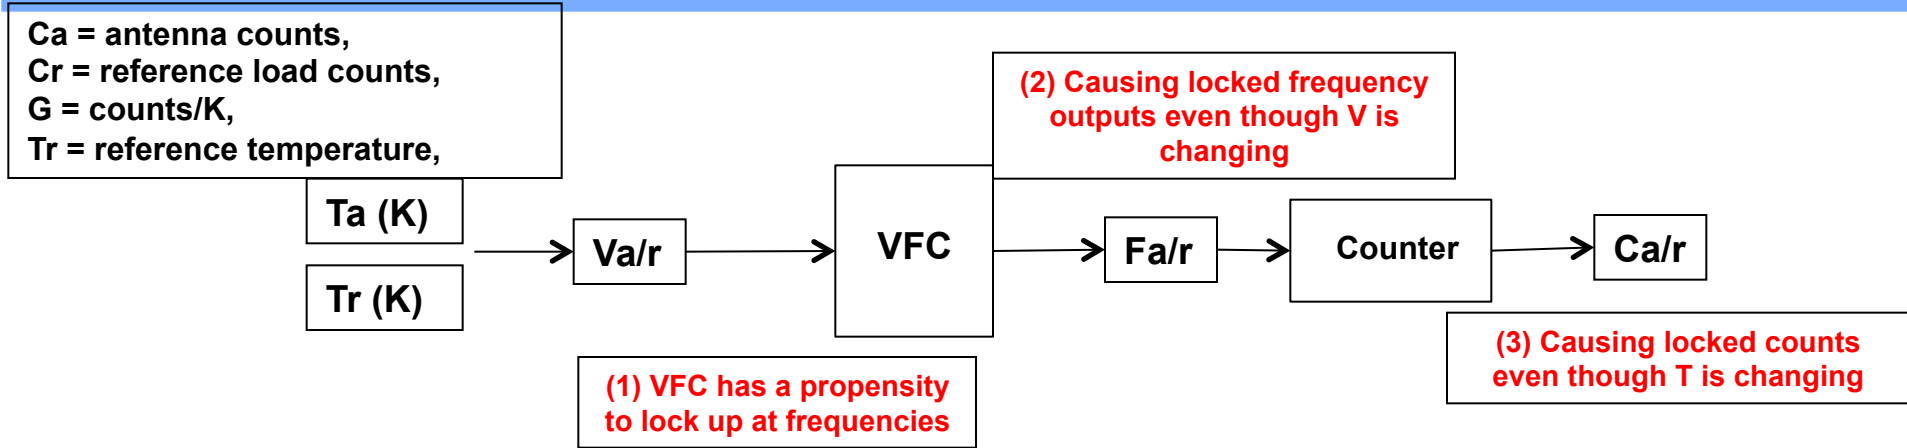 Ca = antenna counts,
Cr = reference load counts,
G = counts/K,
Tr = reference temperature,
(2) Causing locked frequency
outputs even though V is
changing
Ta (K)
Tr (K)
Va/r
VFC
Fa/r
Counter
Ca/r
(1) VFC has a propensity
to lock up at frequencies
(3) Causing locked counts
even though T is changing